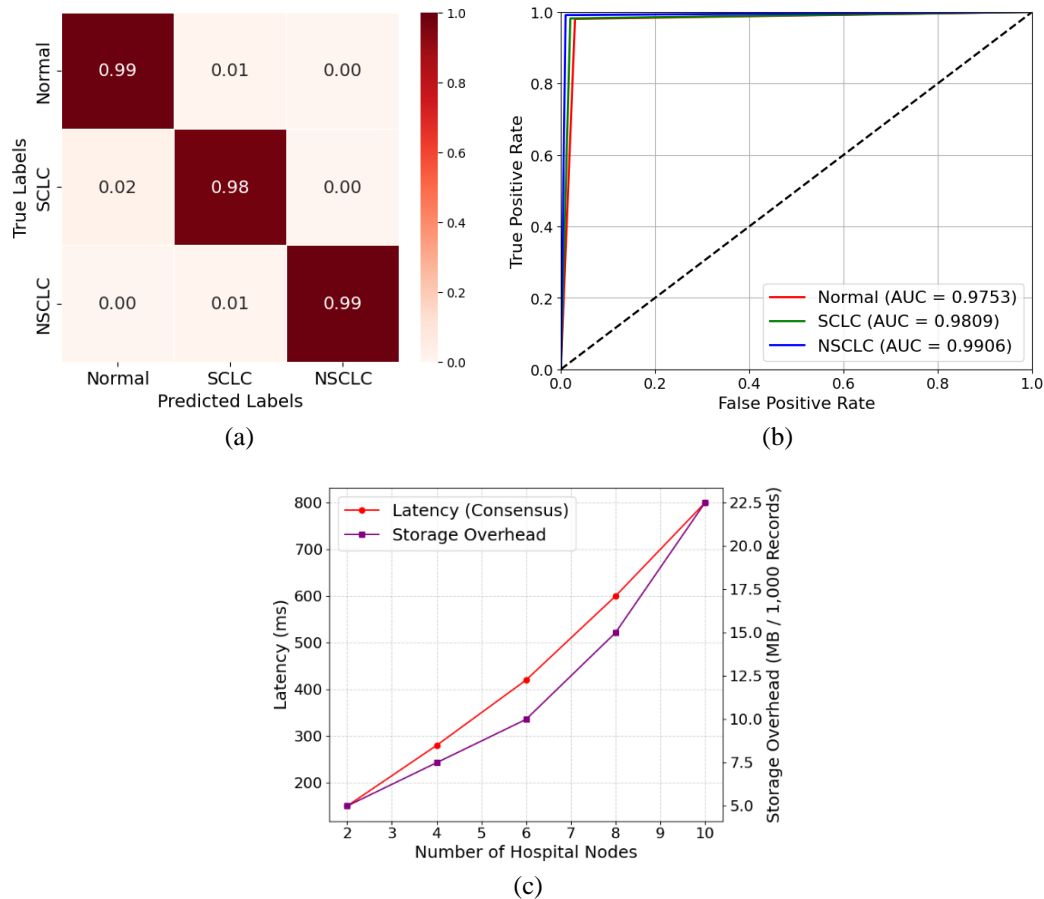 Normal 0.99 0.01 0.00
SCLC 0.02 0.98 0.00
NSCLC 0.00 0.01 0.99
True Labels
Normal SCLC NSCLC
Predicted Labels
1.0
0.8
0.6
0.4
0.2
0.0
(a)
True Positive Rate
1.0
0.8
0.6
0.4
0.2
0.0
Normal (AUC = 0.9753)
SCLC (AUC = 0.9809)
NSCLC (AUC = 0.9906)
0.0 0.2 0.4 0.6 0.8 1.0
False Positive Rate
(b)
Latency (Consensus)
Storage Overhead
Latency (ms)
800
700
600
500
400
300
200
Storage Overhead (MB / 1,000 Records)
22.5
20.0
17.5
15.0
12.5
10.0
7.5
5.0
2 3 4 5 6 7 8 9 10
Number of Hospital Nodes
(c)